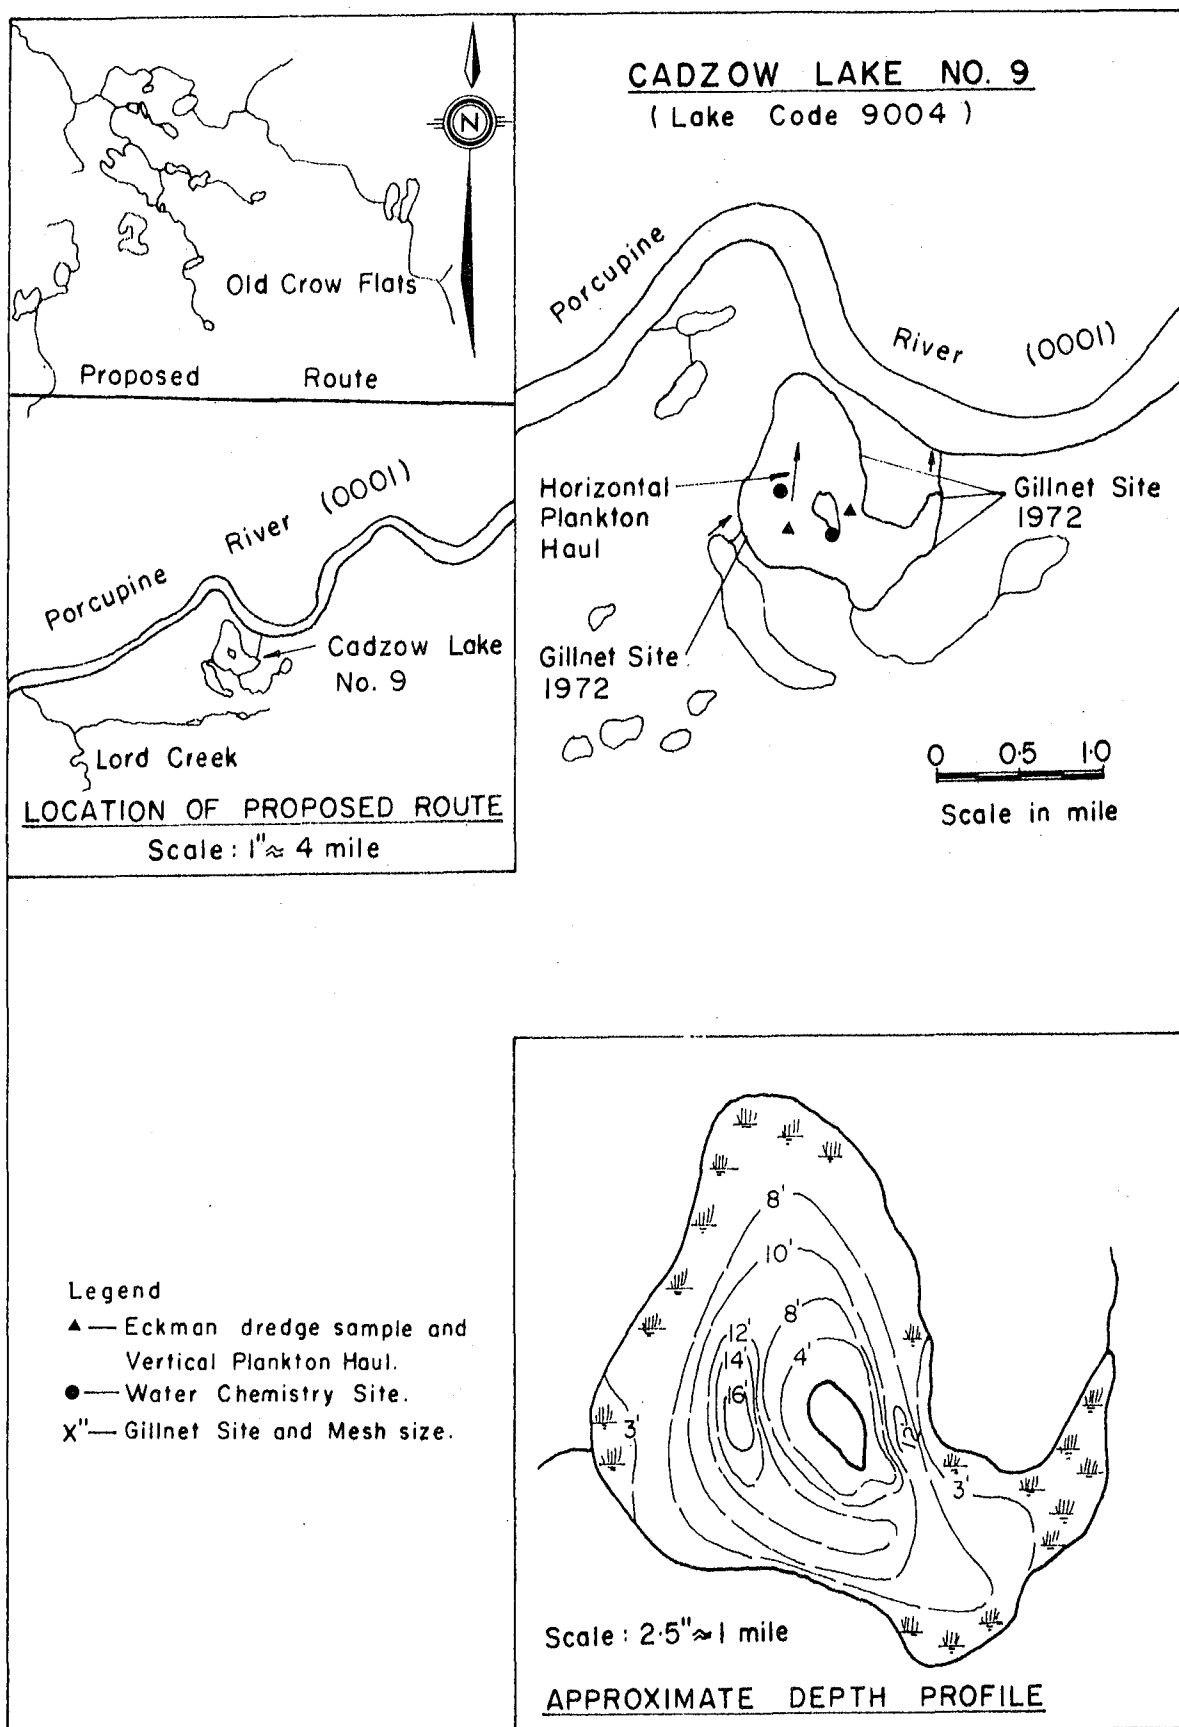 N
Old Crow Flats
Proposed Route
Porcupine River (0001)
Cadzow Lake
No. 9
Lord Creek
LOCATION OF PROPOSED ROUTE
Scale: 1"≈ 4 mile
CADZOW LAKE NO. 9
(Lake Code 9004)
Porcupine River (0001)
Horizontal
Plankton
Haul
Gillnet Site
1972
Gillnet Site
1972
0 0.5 1.0
Scale in mile
Legend
▲— Eckman dredge sample and
Vertical Plankton Haul.
●— Water Chemistry Site.
X"— Gillnet Site and Mesh size.
8'
10'
8'
12'
14'
4'
16'
3'
12'
3'
Scale: 2.5"≈1 mile
APPROXIMATE DEPTH PROFILE